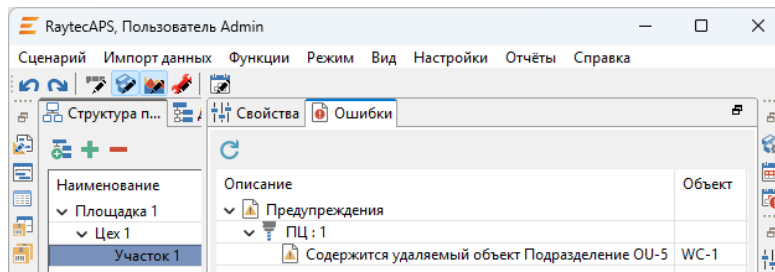 RaytecAPS, Пользователь Admin
Сценарий Импорт данных Функции Режим Вид Настройки Отчёты Справка
Структура п... Свойства Ошибки
Наименование Описание Объект
Площадка 1 Предупреждения
Цех 1 ПЦ : 1
Участок 1 Содержится удаляемый объект Подразделение OU-5 WC-1